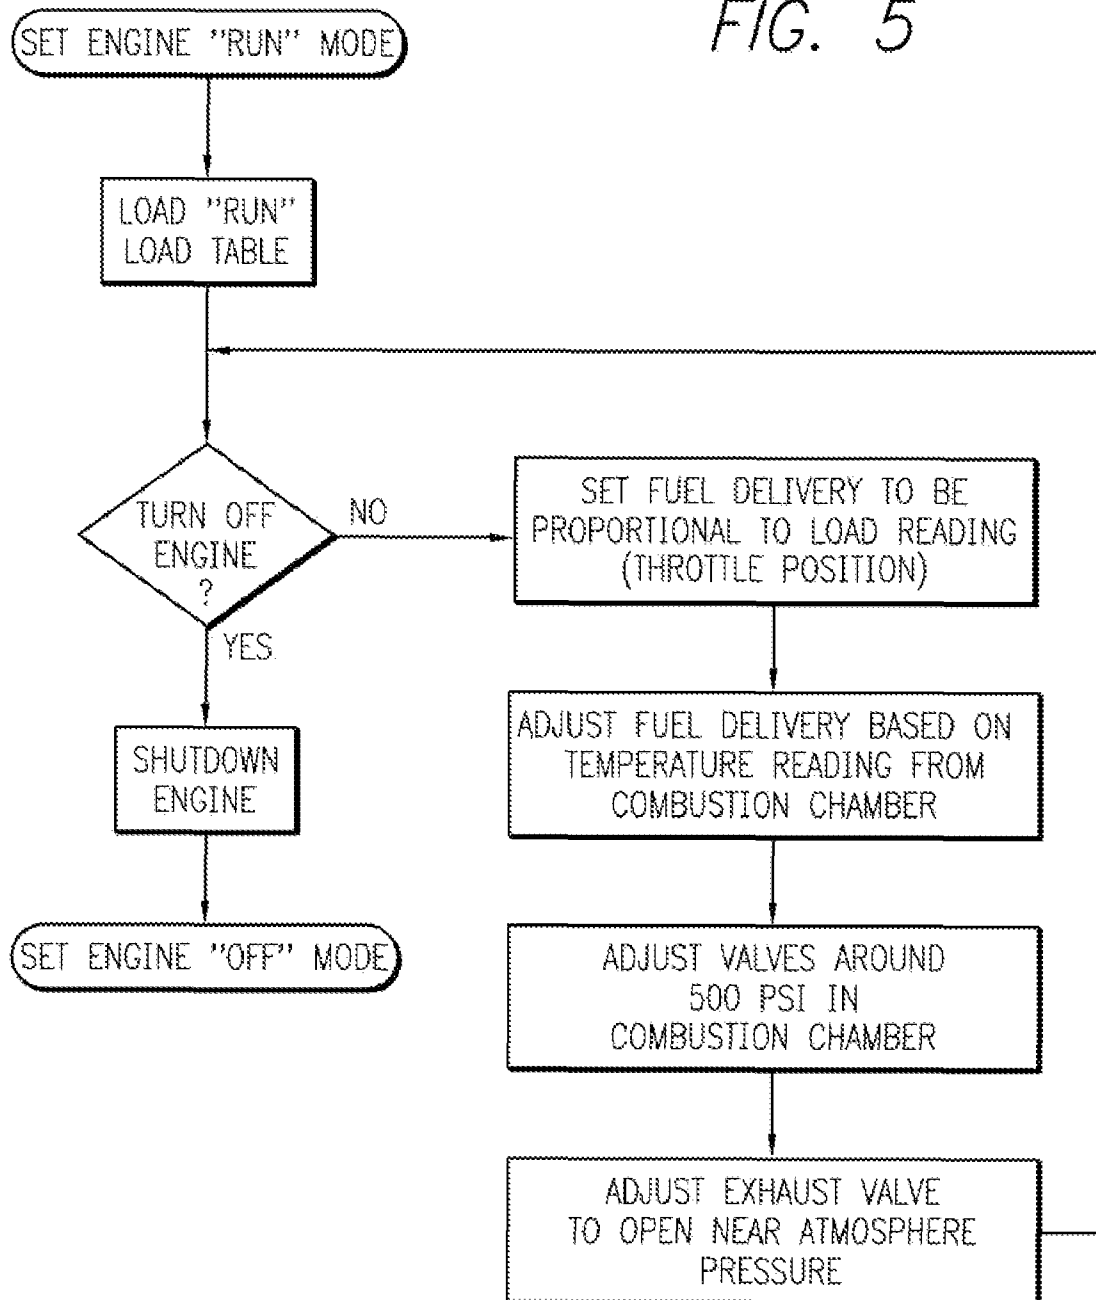 FIG. 5
SET ENGINE "RUN" MODE
LOAD "RUN"
LOAD TABLE
TURN OFF
ENGINE
?
NO
YES
SHUTDOWN
ENGINE
SET ENGINE "OFF" MODE
SET FUEL DELIVERY TO BE
PROPORTIONAL TO LOAD READING
(THROTTLE POSITION)
ADJUST FUEL DELIVERY BASED ON
TEMPERATURE READING FROM
COMBUSTION CHAMBER
ADJUST VALVES AROUND
500 PSI IN
COMBUSTION CHAMBER
ADJUST EXHAUST VALVE
TO OPEN NEAR ATMOSPHERE
PRESSURE